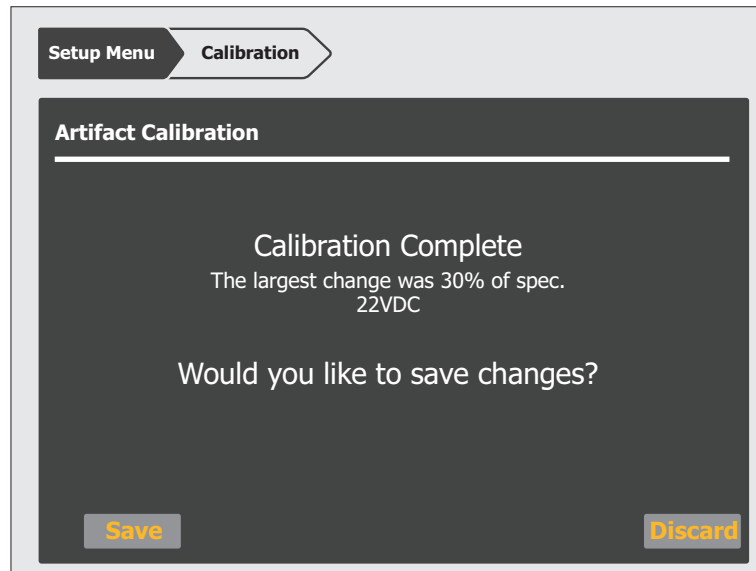 Setup Menu
Calibration
Artifact Calibration
Calibration Complete
The largest change was 30% of spec.
22VDC
Would you like to save changes?
Save
Discard